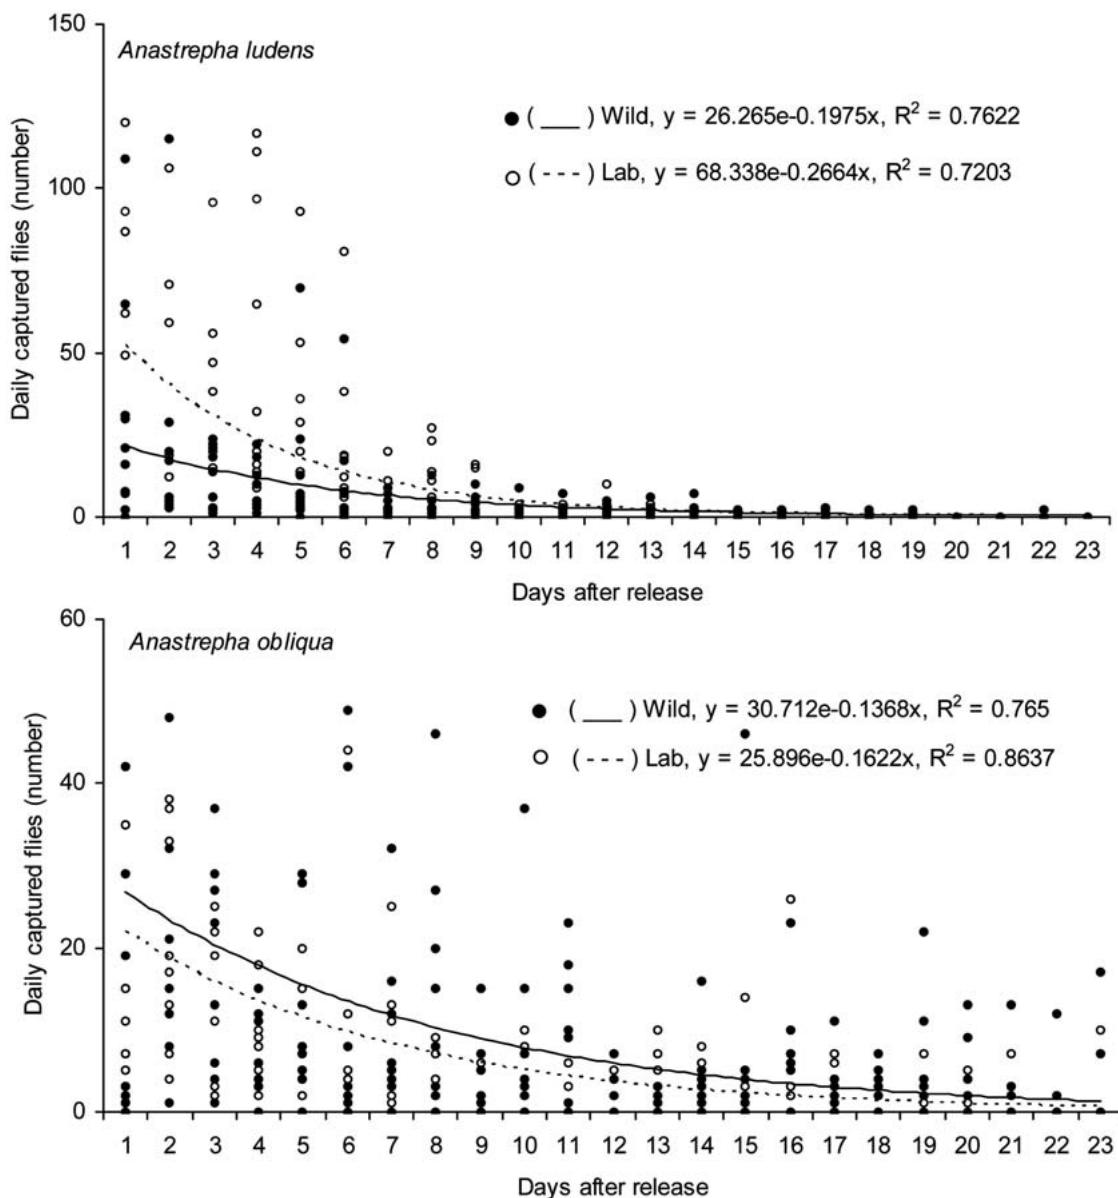 150
Anastrepha ludens
● ( ___ ) Wild, y = 26.265e-0.1975x, R² = 0.7622
○ ( - - - ) Lab, y = 68.338e-0.2664x, R² = 0.7203
100
50
0
Daily captured flies (number)
1 2 3 4 5 6 7 8 9 10 11 12 13 14 15 16 17 18 19 20 21 22 23
Days after release
60
Anastrepha obliqua
● ( ___ ) Wild, y = 30.712e-0.1368x, R² = 0.765
○ ( - - - ) Lab, y = 25.896e-0.1622x, R² = 0.8637
40
20
0
Daily captured flies (number)
1 2 3 4 5 6 7 8 9 10 11 12 13 14 15 16 17 18 19 20 21 22 23
Days after release